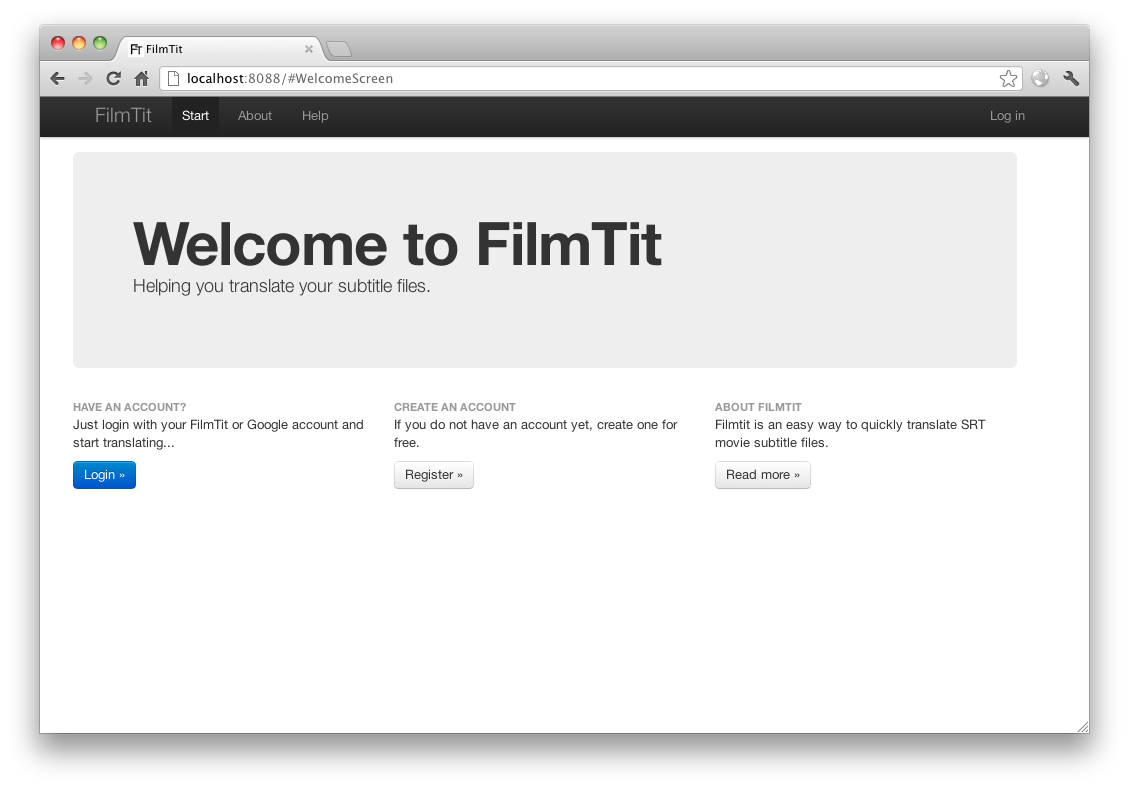 FilmTit
localhost:8088/#WelcomeScreen
FilmTit Start About Help Log in
Welcome to FilmTit
Helping you translate your subtitle files.
HAVE AN ACCOUNT?
Just login with your FilmTit or Google account and
start translating...
Login »
CREATE AN ACCOUNT
If you do not have an account yet, create one for
free.
Register »
ABOUT FILMTIT
Filmtit is an easy way to quickly translate SRT
movie subtitle files.
Read more »